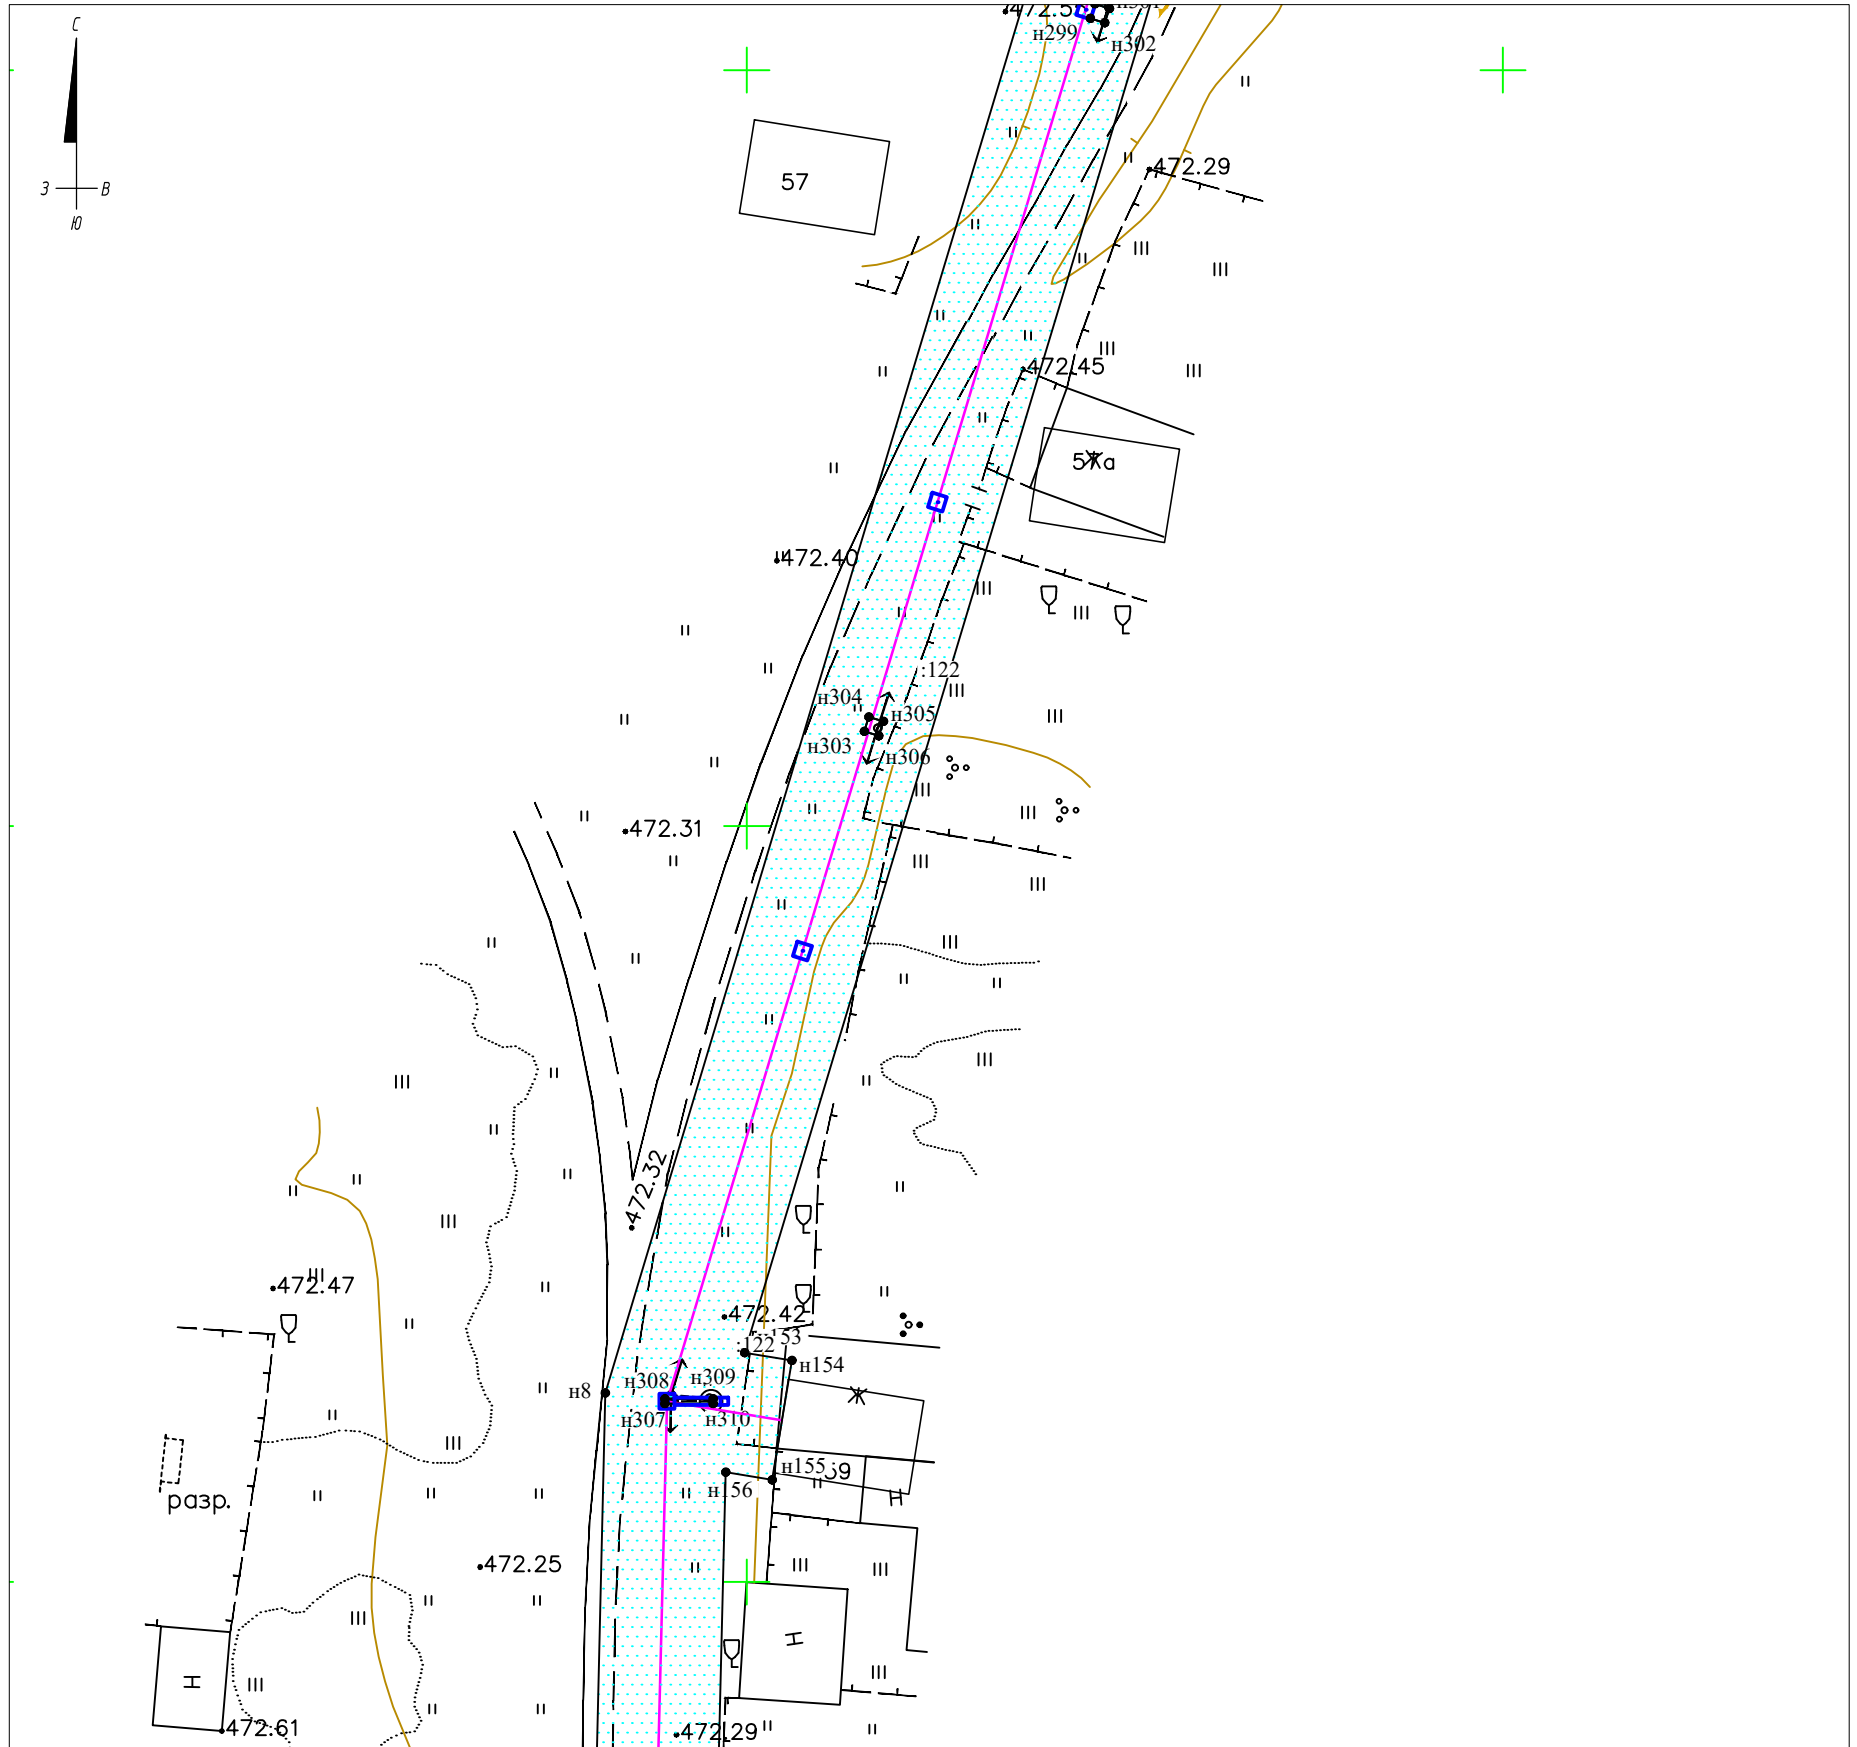 С
З В
Ю
н299
н302
472.29
57
472.45
57а
Ж
472.40
:122
н304
н305
н303
н306
472.31
472.32
472.47
472.42
:122
н154
н308
н309
н8
н307
н310
Ж
н155
н156
разр.
Н
472.25
Н
Н
472.61
472.29